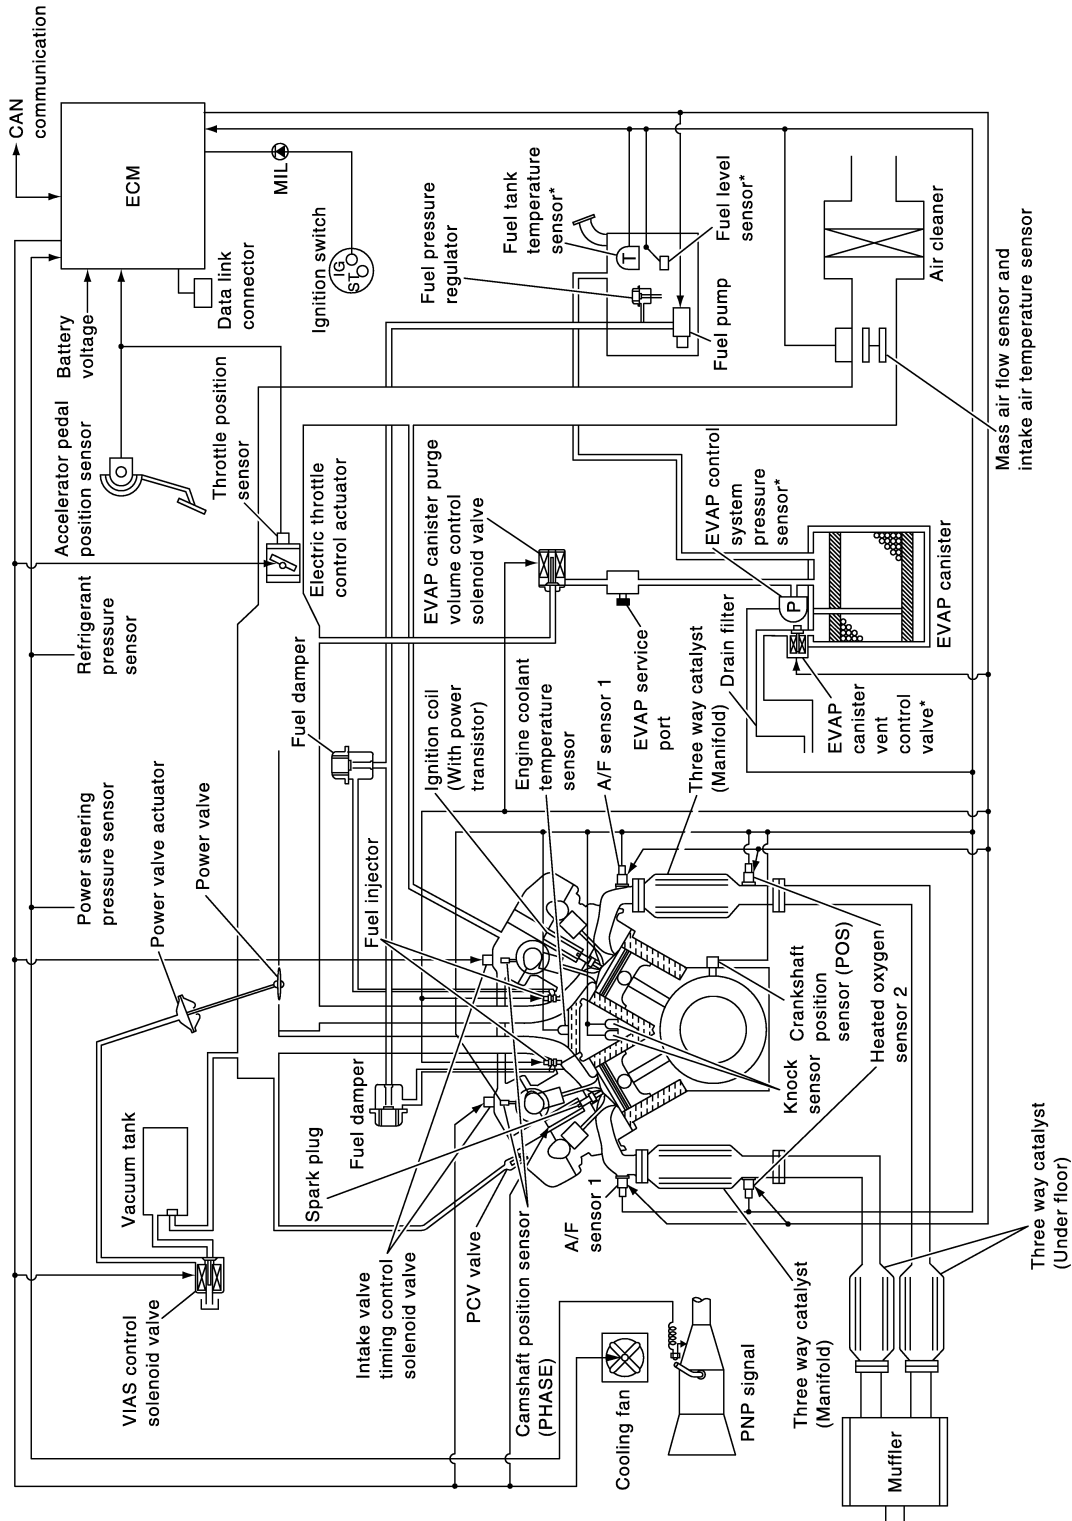 VIAS control
solenoid valve
Vacuum tank
Power valve actuator
Power valve
Power steering
pressure sensor
Refrigerant
pressure
sensor
Accelerator pedal
position sensor
Battery
voltage
CAN
communication
ECM
Data link
connector
MIL
Ignition switch
IG
ST
Throttle position
sensor
Electric throttle
control actuator
Fuel damper
Fuel injector
Fuel damper
Spark plug
Intake valve
timing control
solenoid valve
PCV valve
Camshaft position sensor
(PHASE)
Ignition coil
(With power
transistor)
Engine coolant
temperature
sensor
EVAP canister purge
volume control
solenoid valve
Fuel pressure
regulator
Fuel tank
temperature
sensor*
T
Fuel level
sensor*
Fuel pump
A/F sensor 1
A/F
sensor 1
EVAP service
port
Three way catalyst
(Manifold)
Drain filter
EVAP control
system
pressure
sensor*
P
EVAP
canister
vent
control
valve*
EVAP canister
Air cleaner
Mass air flow sensor and
intake air temperature sensor
Cooling fan
PNP signal
Three way catalyst
(Manifold)
Knock
sensor
Crankshaft
position
sensor (POS)
Heated oxygen
sensor 2
Muffler
Three way catalyst
(Under floor)